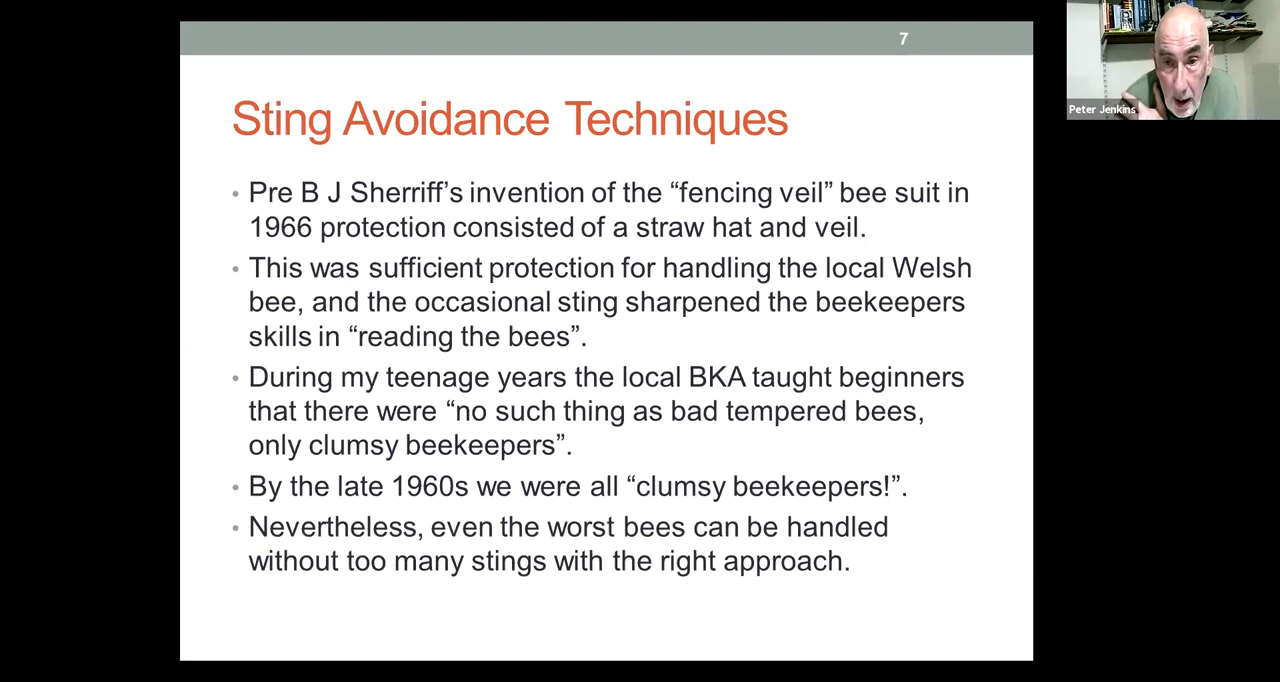 7
Peter Jenkins
Sting Avoidance Techniques
• Pre B J Sherriff’s invention of the “fencing veil” bee suit in
1966 protection consisted of a straw hat and veil.
• This was sufficient protection for handling the local Welsh
bee, and the occasional sting sharpened the beekeepers
skills in “reading the bees”.
• During my teenage years the local BKA taught beginners
that there were “no such thing as bad tempered bees,
only clumsy beekeepers”.
• By the late 1960s we were all “clumsy beekeepers!”.
• Nevertheless, even the worst bees can be handled
without too many stings with the right approach.